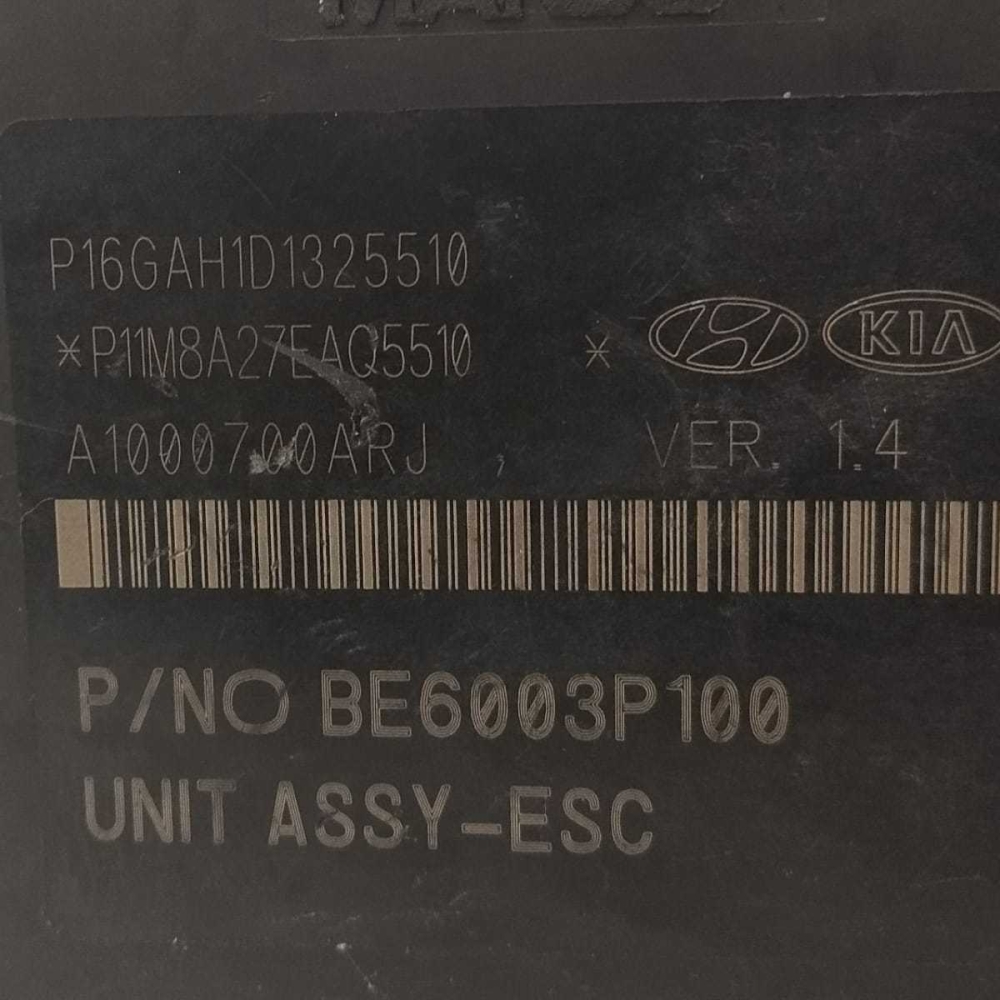 P16GAH1D1325510
*P11M8A27EAQ5510 *
KIA
A1000700ARJ VER. 1.4
P/NO BE6003P100
UNIT ASSY-ESC